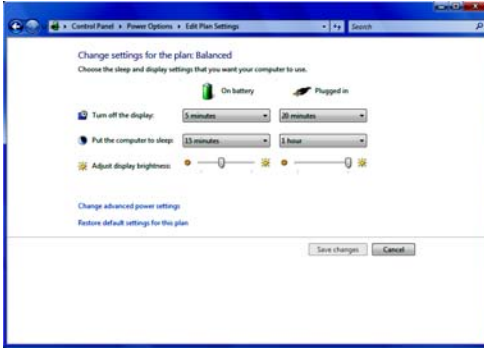 Control Panel ▸ Power Options ▸ Edit Plan Settings
Search
Change settings for the plan: Balanced
Choose the sleep and display settings that you want your computer to use.
On battery Plugged in
Turn off the display: 5 minutes 20 minutes
Put the computer to sleep: 15 minutes 1 hour
Adjust display brightness:
Change advanced power settings
Restore default settings for this plan
Save changes Cancel